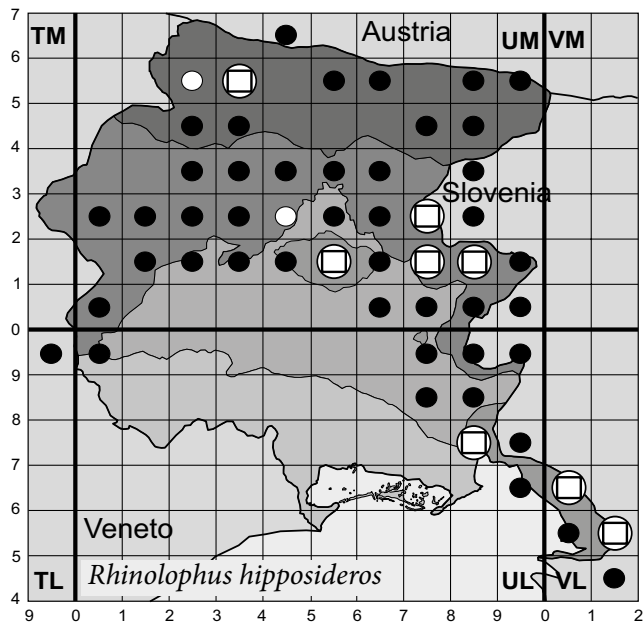 7 TM Austria UM VM
6
5
4
3 Slovenia
2
1
0
9
8
7
6
Veneto
5
TL Rhinolophus hipposideros UL VL
4
9 0 1 2 3 4 5 6 7 8 9 0 1 2